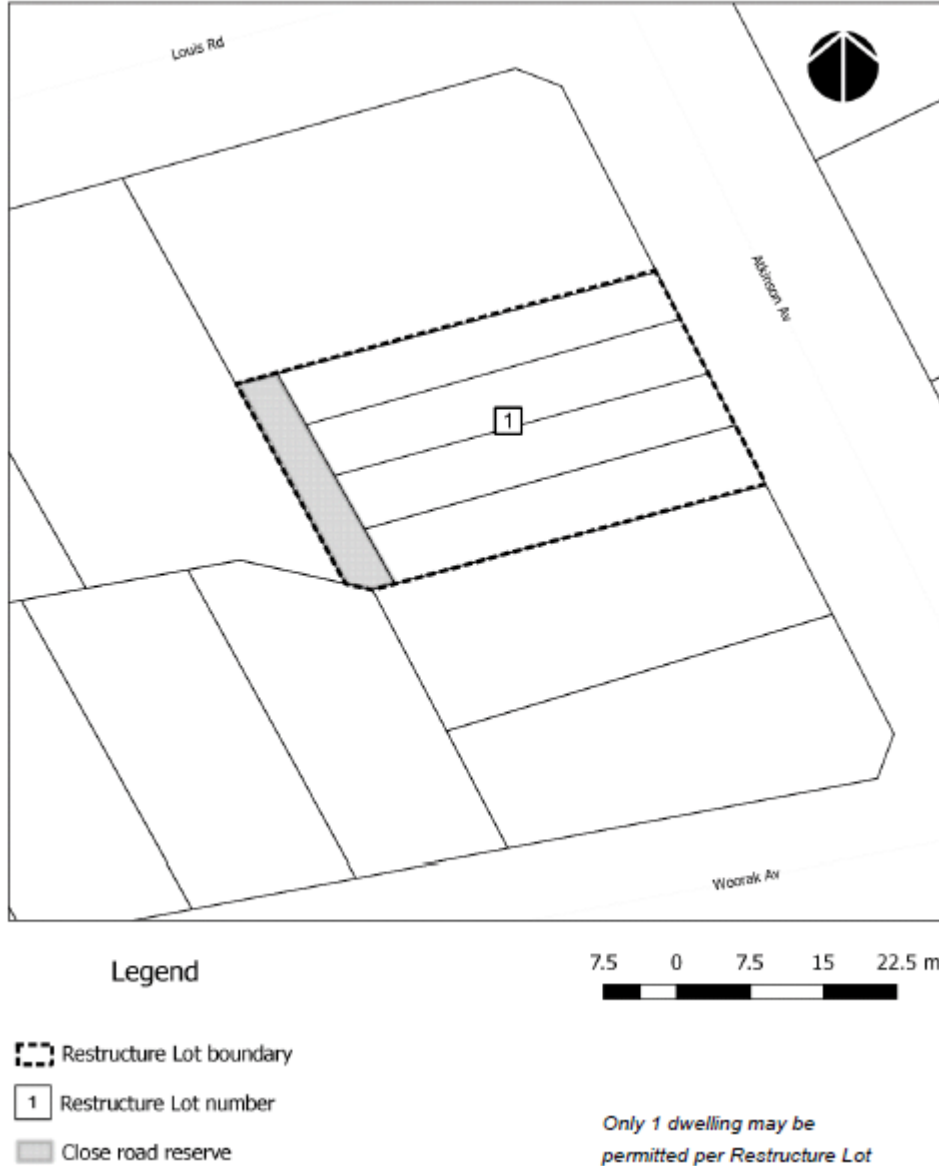 Louis Rd
Atkinson Av
1
Woorak Av
Legend
7.5 0 7.5 15 22.5 m
Restructure Lot boundary
1 Restructure Lot number
Close road reserve
Only 1 dwelling may be
permitted per Restructure Lot